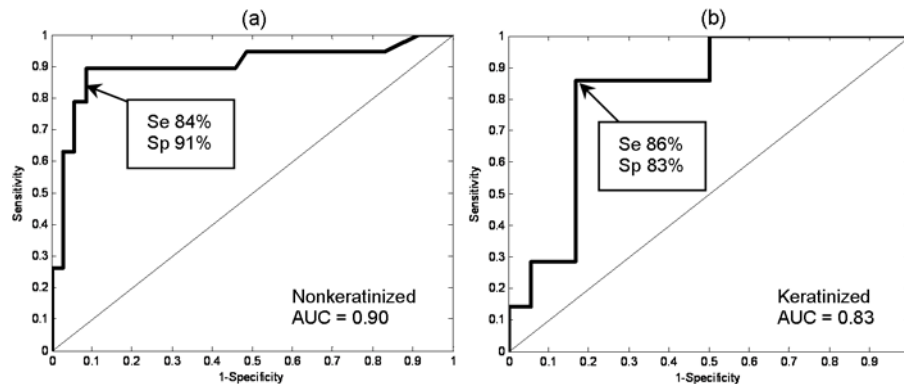 (a)
1
0.9
0.8
0.7
0.6
0.5
0.4
0.3
0.2
0.1
0
Sensitivity
Se 84%
Sp 91%
Nonkeratinized
AUC = 0.90
0 0.1 0.2 0.3 0.4 0.5 0.6 0.7 0.8 0.9 1
1-Specificity
(b)
1
0.9
0.8
0.7
0.6
0.5
0.4
0.3
0.2
0.1
0
Sensitivity
Se 86%
Sp 83%
Keratinized
AUC = 0.83
0 0.1 0.2 0.3 0.4 0.5 0.6 0.7 0.8 0.9
1-Specificity